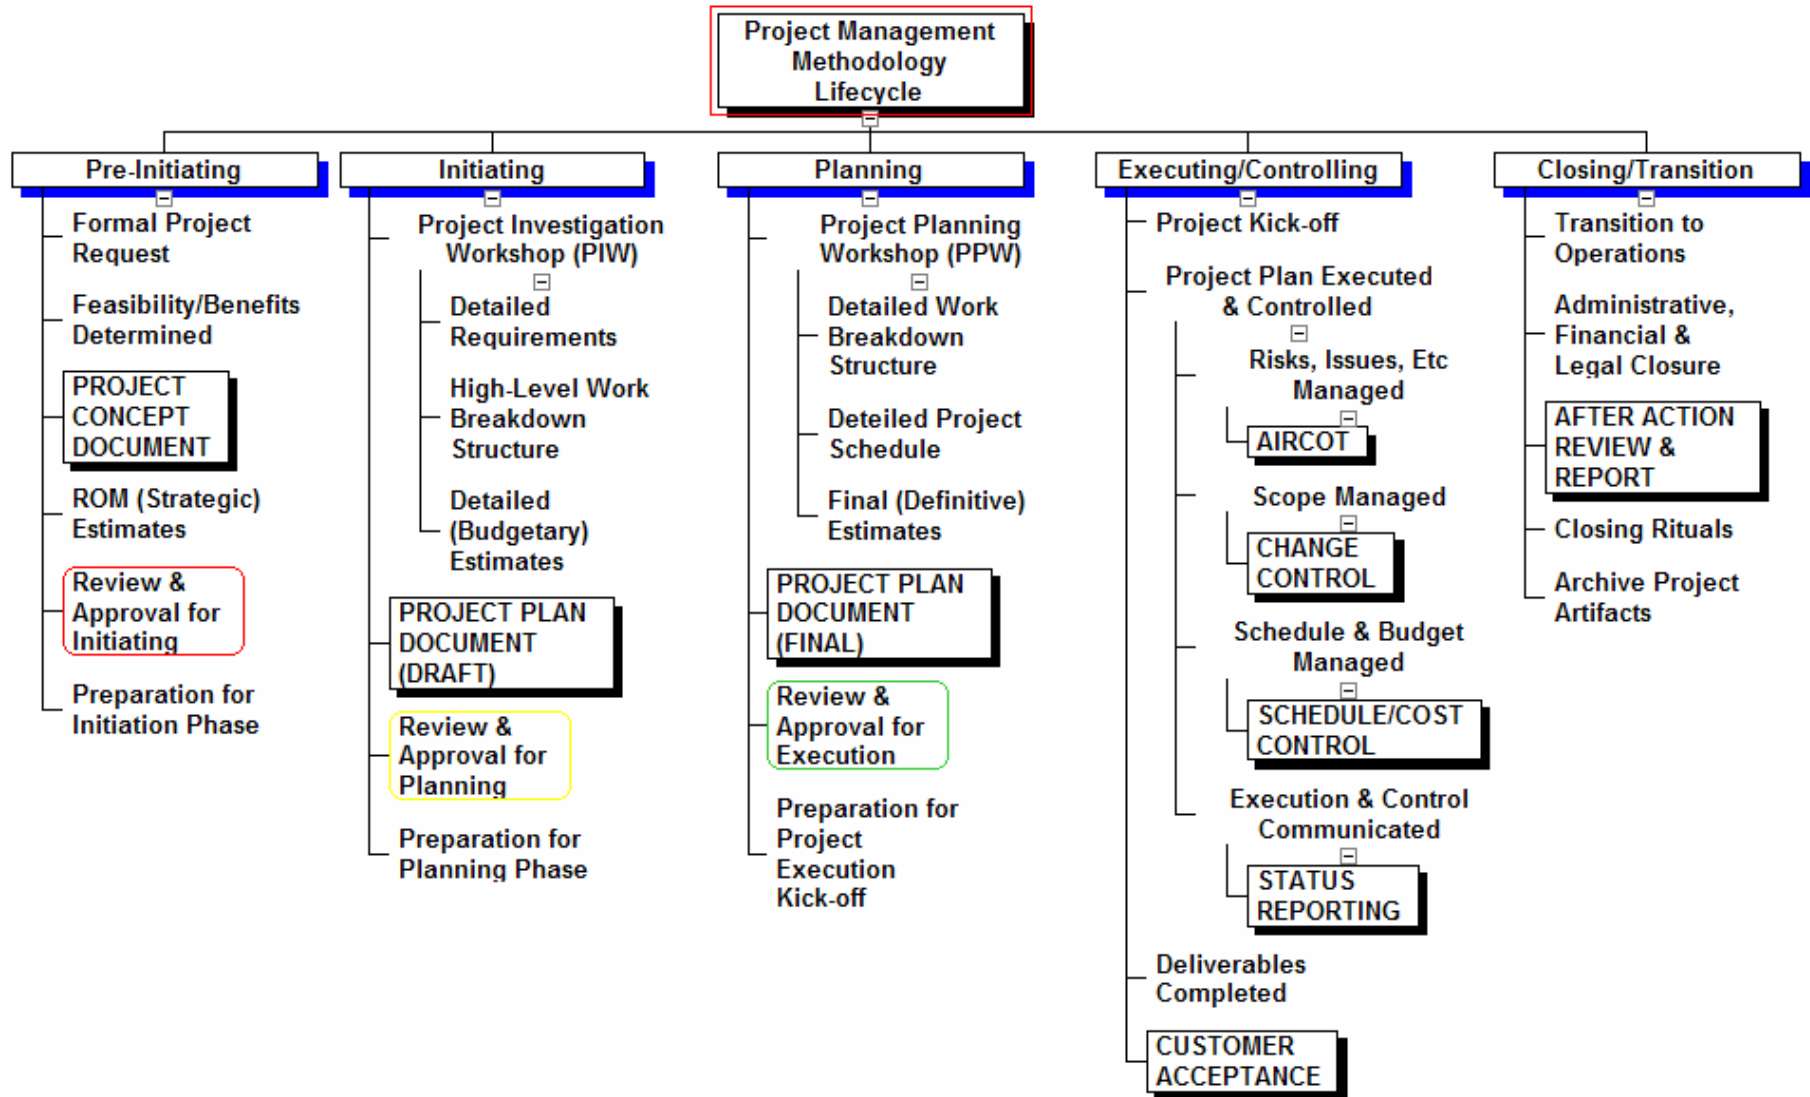 Project Management
Methodology
Lifecycle
Pre-Initiating
Formal Project
Request
Feasibility/Benefits
Determined
PROJECT
CONCEPT
DOCUMENT
ROM (Strategic)
Estimates
Review &
Approval for
Initiating
Preparation for
Initiation Phase
Initiating
Project Investigation
Workshop (PIW)
Detailed
Requirements
High-Level Work
Breakdown
Structure
Detailed
(Budgetary)
Estimates
PROJECT PLAN
DOCUMENT
(DRAFT)
Review &
Approval for
Planning
Preparation for
Planning Phase
Planning
Project Planning
Workshop (PPW)
Detailed Work
Breakdown
Structure
Deteiled Project
Schedule
Final (Definitive)
Estimates
PROJECT PLAN
DOCUMENT
(FINAL)
Review &
Approval for
Execution
Preparation for
Project
Execution
Kick-off
Executing/Controlling
Project Kick-off
Project Plan Executed
& Controlled
Risks, Issues, Etc
Managed
AIRCOT
Scope Managed
CHANGE
CONTROL
Schedule & Budget
Managed
SCHEDULE/COST
CONTROL
Execution & Control
Communicated
STATUS
REPORTING
Deliverables
Completed
CUSTOMER
ACCEPTANCE
Closing/Transition
Transition to
Operations
Administrative,
Financial &
Legal Closure
AFTER ACTION
REVIEW &
REPORT
Closing Rituals
Archive Project
Artifacts